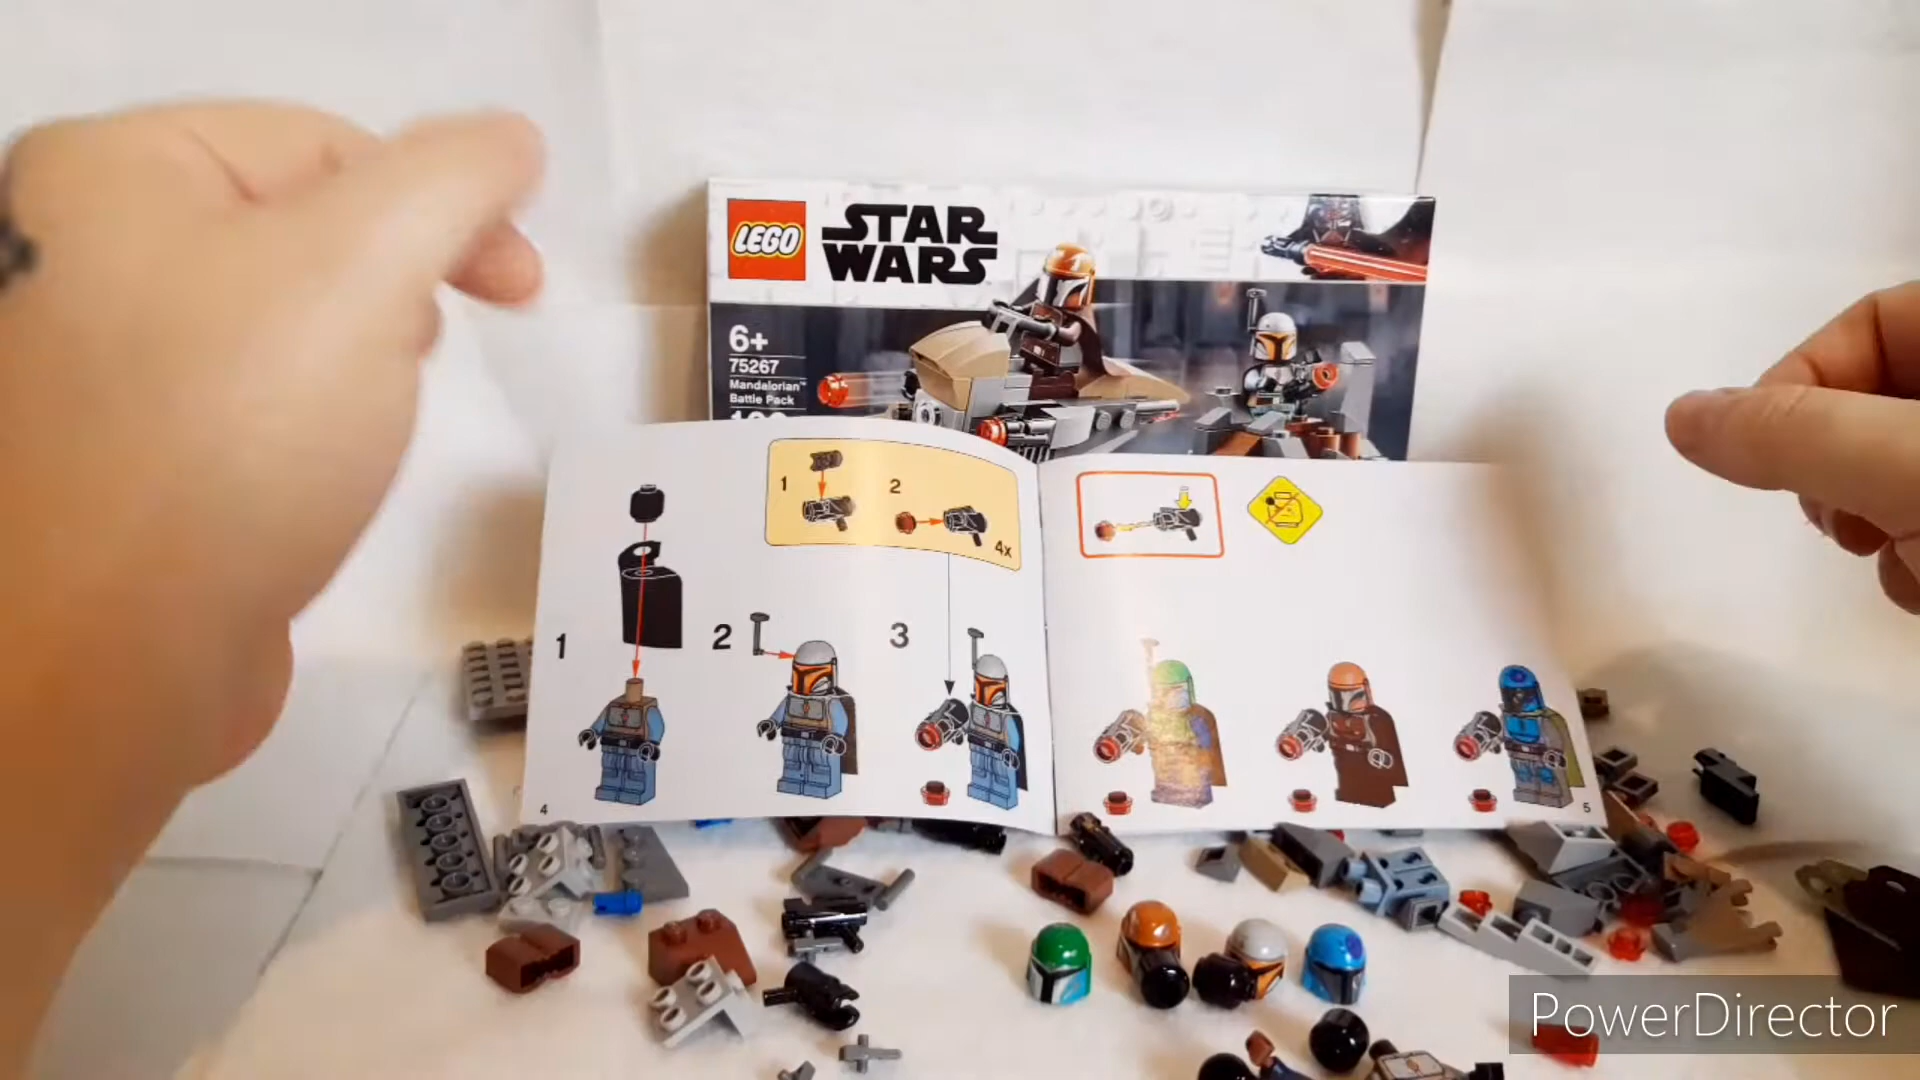 LEGO
STAR
WARS
6+
75267
Mandalorian™
Battle Pack
1
2
4x
1
2
3
4
5
PowerDirector